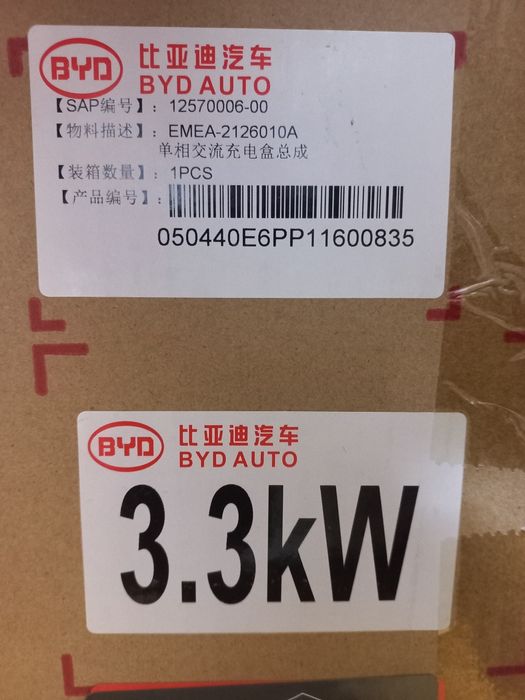 BYD 比亚迪汽车
BYD AUTO
【SAP编号】: 12570006-00
【物料描述】: EMEA-2126010A
单相交流充电盒总成
【装箱数量】: 1PCS
【产品编号】:
050440E6PP11600835
BYD 比亚迪汽车
BYD AUTO
3.3kW